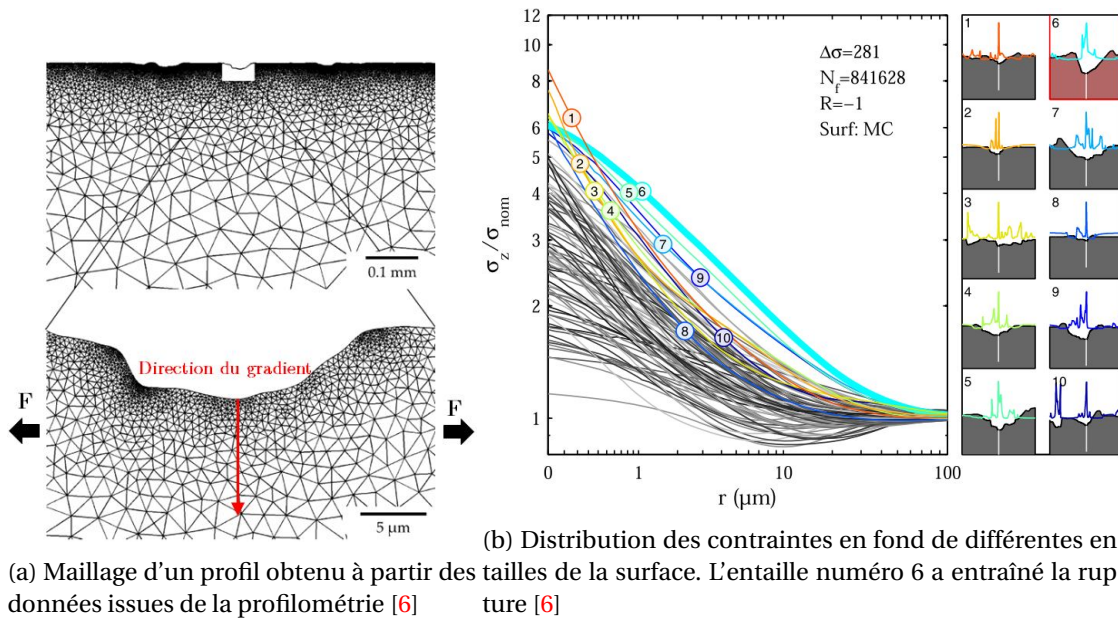 0.1 mm
Direction du gradient
F
F
5 µm
(a) Maillage d'un profil obtenu à partir des
données issues de la profilométrie [6]
12
10
8
6
5
4
3
2
1
σz/σnom
0
1
10
100
r (µm)
Δσ=281
Nf=841628
R=−1
Surf: MC
1
2
3
4
5
6
7
8
9
10
1
6
2
7
3
8
4
9
5
10
(b) Distribution des contraintes en fond de différentes en
tailles de la surface. L'entaille numéro 6 a entraîné la rup
ture [6]